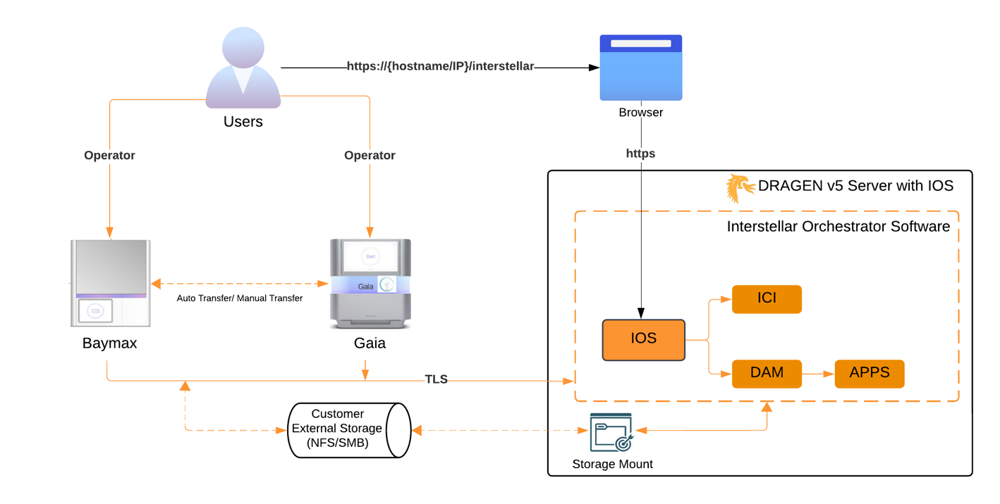 https://{hostname/IP}/interstellar
Users
Browser
Operator
Operator
https
DRAGEN v5 Server with IOS
Interstellar Orchestrator Software
Start
Gaia
Auto Transfer/ Manual Transfer
ICI
IOS
Baymax
Gaia
DAM
APPS
TLS
Customer
External Storage
(NFS/SMB)
Storage Mount